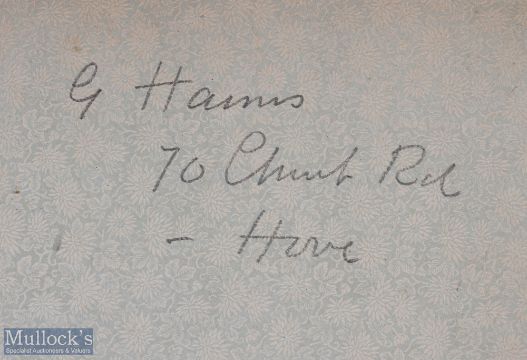 G Harris
70 Church Rd
- Hove
Mullock's
Specialist Auctioneers & Valuers